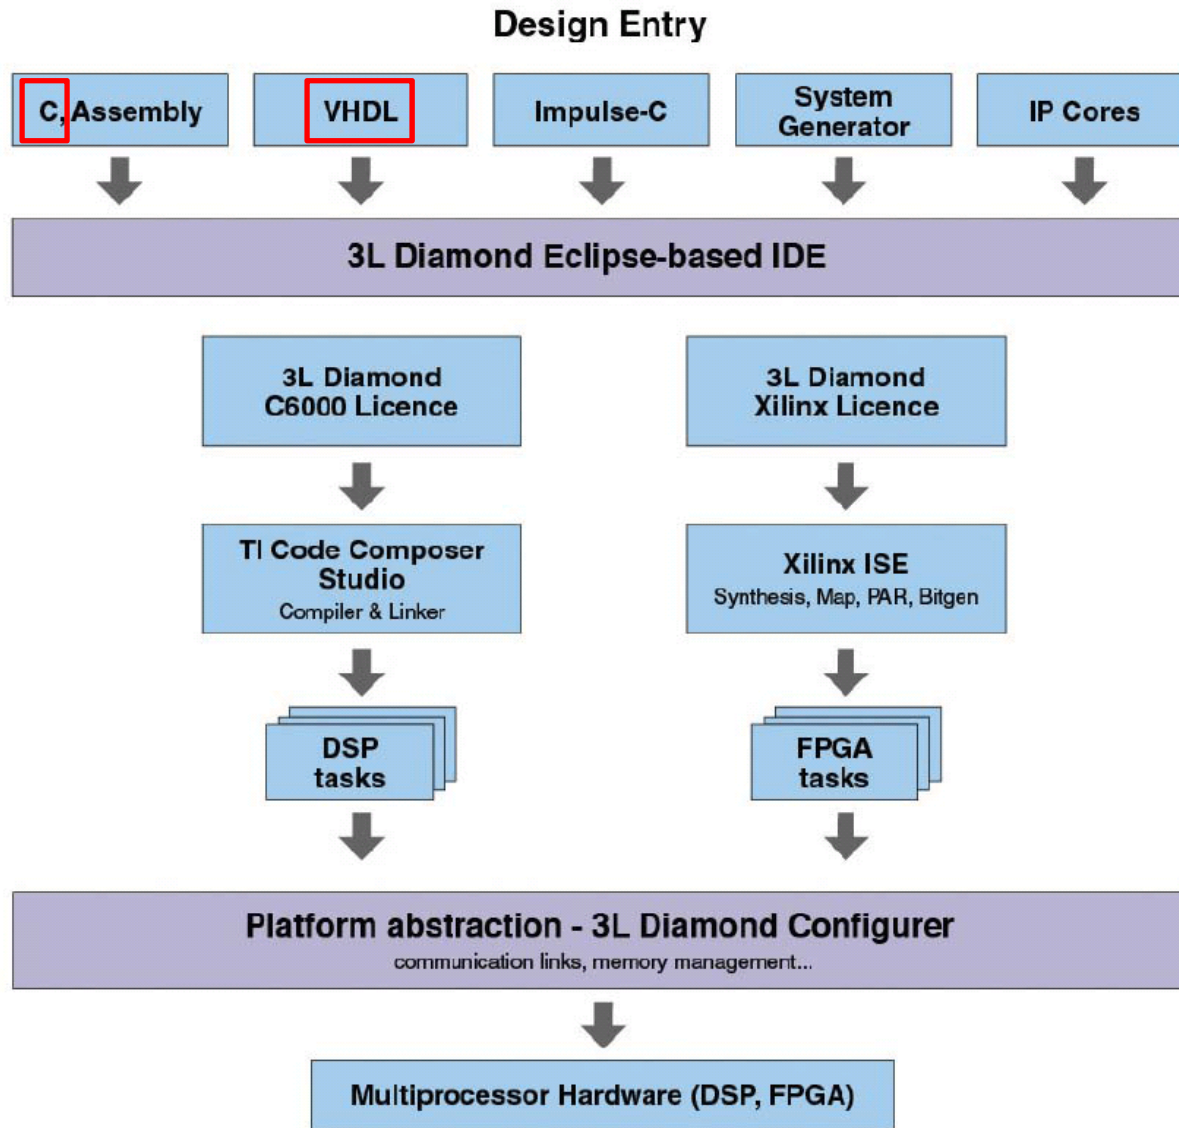 Design Entry
C, Assembly
VHDL
Impulse-C
System
Generator
IP Cores
3L Diamond Eclipse-based IDE
3L Diamond
C6000 Licence
3L Diamond
Xilinx Licence
TI Code Composer
Studio
Compiler & Linker
Xilinx ISE
Synthesis, Map, PAR, Bitgen
DSP
tasks
FPGA
tasks
Platform abstraction - 3L Diamond Configurer
communication links, memory management...
Multiprocessor Hardware (DSP, FPGA)